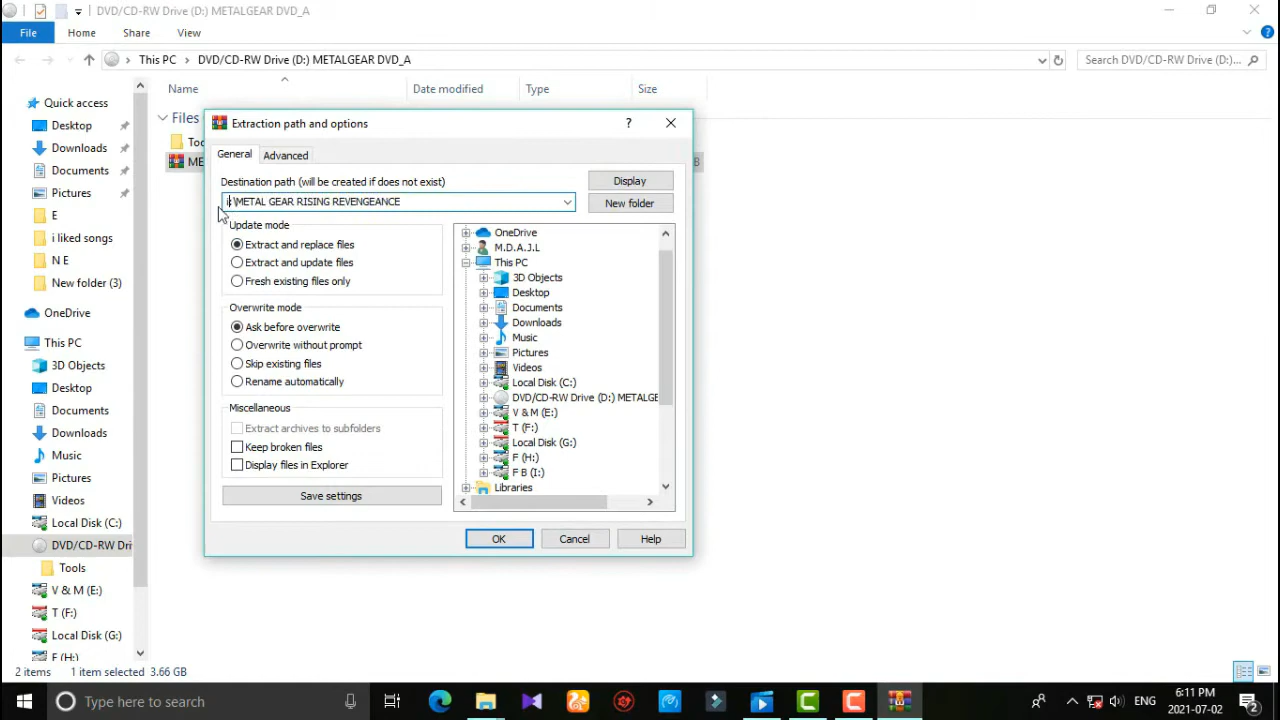 DVD/CD-RW Drive (D:) METALGEAR DVD_A
File Home Share View
This PC DVD/CD-RW Drive (D:) METALGEAR DVD_A
Search DVD/CD-RW Drive (D:)...
Name Date modified Type Size
Quick access
Desktop
Downloads
Documents
Pictures
E
i liked songs
N E
New folder (3)
OneDrive
This PC
3D Objects
Desktop
Documents
Downloads
Music
Pictures
Videos
Local Disk (C:)
DVD/CD-RW Dri
Tools
V & M (E:)
T (F:)
Local Disk (G:)
F (H:)
Files
Too
ME
B
Extraction path and options
?
General Advanced
Destination path (will be created if does not exist)
i:\METAL GEAR RISING REVENGEANCE
Display
New folder
Update mode
Extract and replace files
Extract and update files
Fresh existing files only
Overwrite mode
Ask before overwrite
Overwrite without prompt
Skip existing files
Rename automatically
Miscellaneous
Extract archives to subfolders
Keep broken files
Display files in Explorer
Save settings
OneDrive
M.D.A.J.L
This PC
3D Objects
Desktop
Documents
Downloads
Music
Pictures
Videos
Local Disk (C:)
DVD/CD-RW Drive (D:) METALGE
V & M (E:)
T (F:)
Local Disk (G:)
F (H:)
F B (I:)
Libraries
OK Cancel Help
2 items 1 item selected 3.66 GB
Type here to search
ENG
6:11 PM
2021-07-02
2